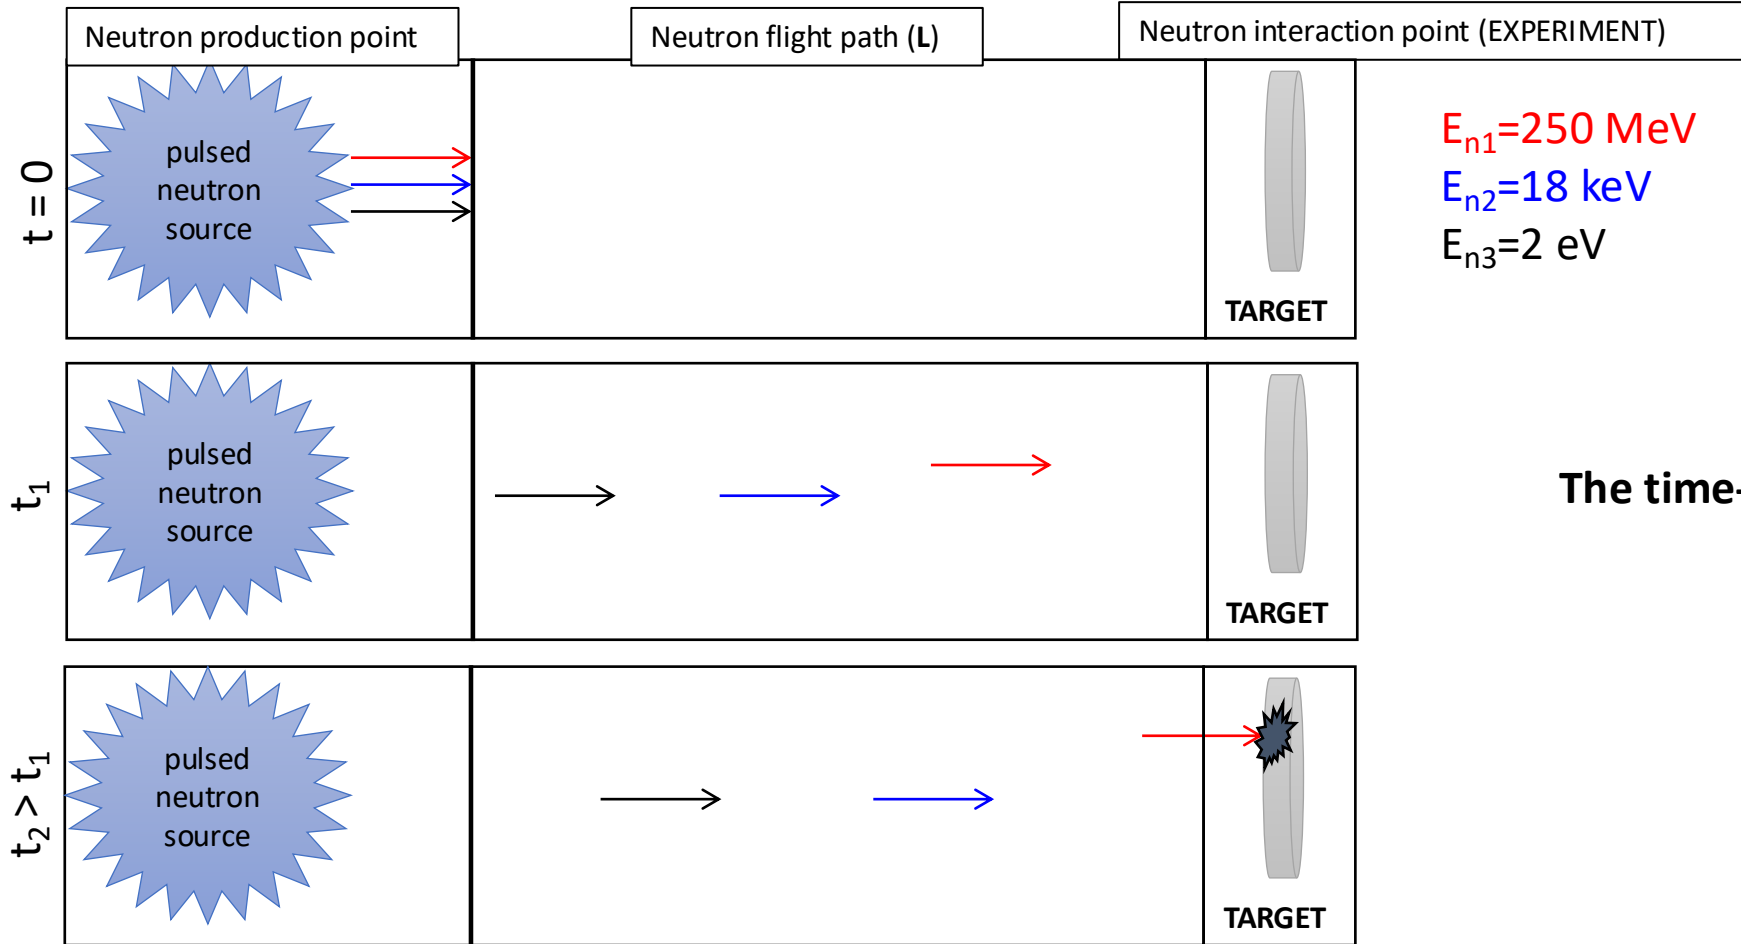 Neutron production point
Neutron flight path (L)
Neutron interaction point (EXPERIMENT)
t = 0
pulsed
neutron
source
TARGET
En1=250 MeV
En2=18 keV
En3=2 eV
t1
pulsed
neutron
source
TARGET
The time-
t2 > t1
pulsed
neutron
source
TARGET